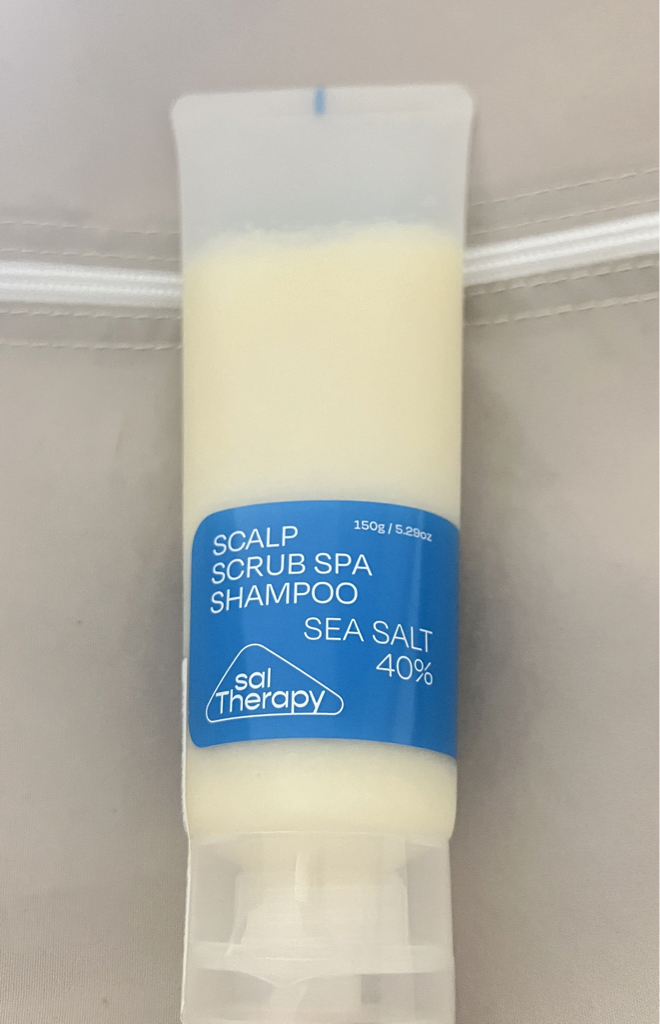 150g / 5.29oz
SCALP
SCRUB SPA
SHAMPOO
SEA SALT
40%
sal
Therapy